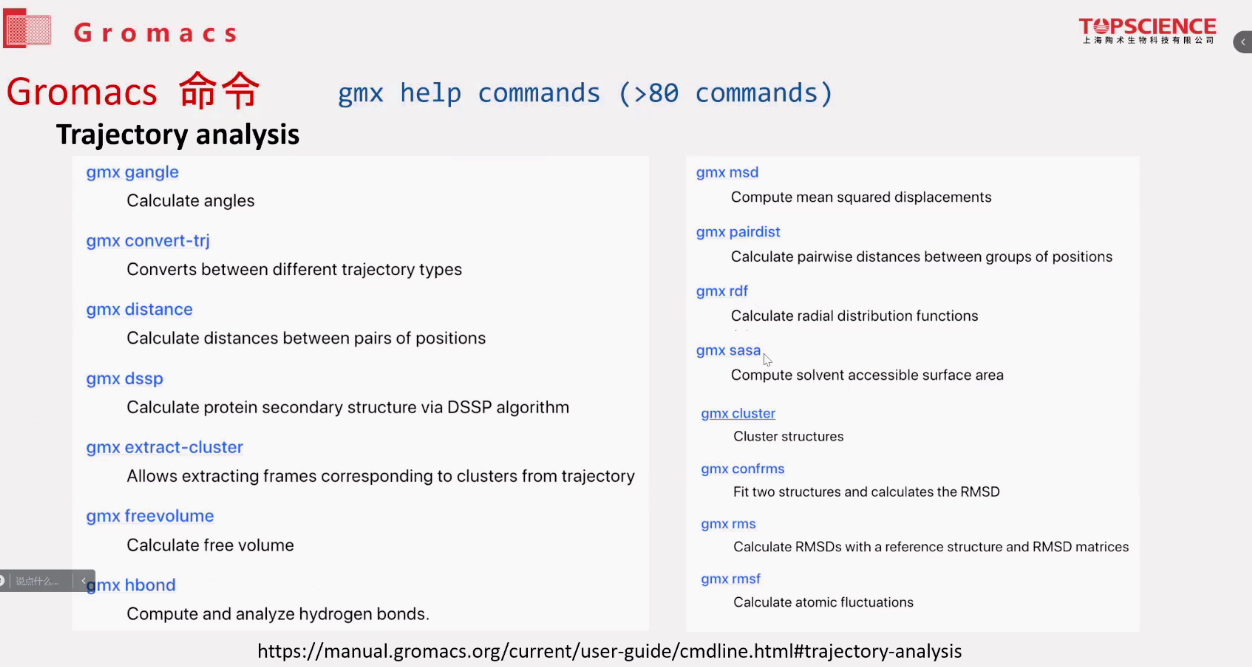 Gromacs
TOPSCIENCE
上海陶术生物科技有限公司
Gromacs 命令
gmx help commands (>80 commands)
Trajectory analysis
gmx gangle
Calculate angles
gmx convert-trj
Converts between different trajectory types
gmx distance
Calculate distances between pairs of positions
gmx dssp
Calculate protein secondary structure via DSSP algorithm
gmx extract-cluster
Allows extracting frames corresponding to clusters from trajectory
gmx freevolume
Calculate free volume
gmx hbond
Compute and analyze hydrogen bonds.
gmx msd
Compute mean squared displacements
gmx pairdist
Calculate pairwise distances between groups of positions
gmx rdf
Calculate radial distribution functions
gmx sasa
Compute solvent accessible surface area
gmx cluster
Cluster structures
gmx confrms
Fit two structures and calculates the RMSD
gmx rms
Calculate RMSDs with a reference structure and RMSD matrices
gmx rmsf
Calculate atomic fluctuations
说点什么...
https://manual.gromacs.org/current/user-guide/cmdline.html#trajectory-analysis